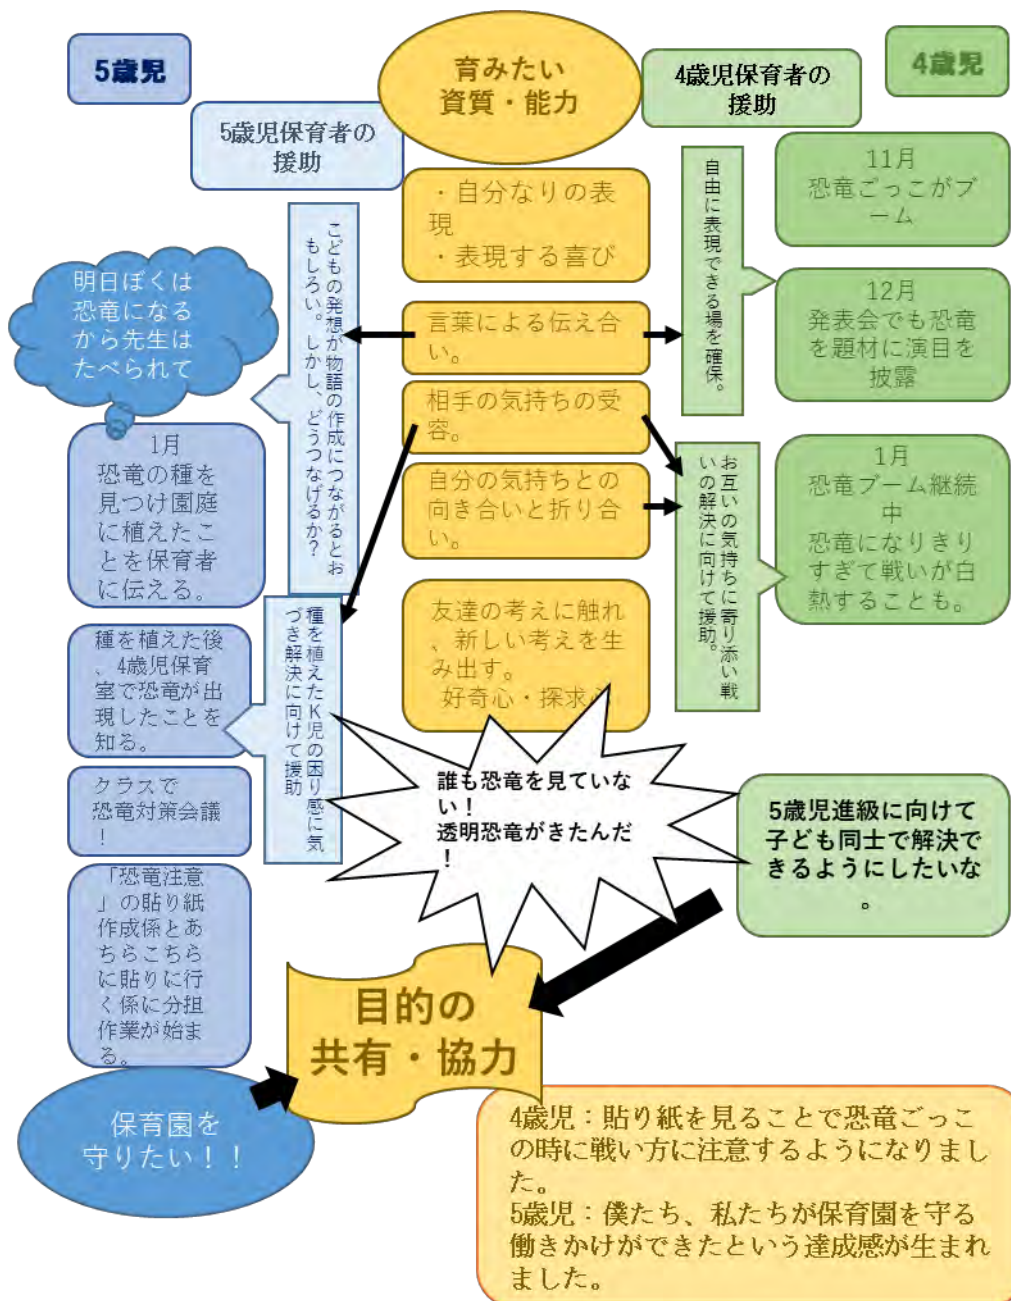 5歳児
育みたい
資質・能力
4歳児保育者の
援助
4歳児
5歳児保育者の
援助
・自分なりの表
現
・表現する喜び
言葉による伝え合
い。
相手の気持ちの受
容。
自分の気持ちとの
向き合いと折り合
い。
友達の考えに触れ
、新しい考えを生
み出す。
好奇心・探求心
こどもの発想が物語の作成につながるとお
もしろい。しかし、どうつなげるか？
明日ぼくは
恐竜になる
から先生は
たべられて
1月
恐竜の種を
見つけ園庭
に植えたこ
とを保育者
に伝える。
種を植えたK児の困り感に気
づき解決に向けて援助
種を植えた後
、4歳児保育
室で恐竜が出
現したことを
知る。
クラスで
恐竜対策会議
！
「恐竜注意
」の貼り紙
作成係とあ
ちらこちら
に貼りに行
く係に分担
作業が始ま
る。
保育園を
守りたい！！
自由に表現できる場を確保。
11月
恐竜ごっこがブ
ーム
12月
発表会でも恐竜
を題材に演目を
披露
お互いの気持ちに寄り添い戦
いの解決に向けて援助。
1月
恐竜ブーム継続
中
恐竜になりきり
すぎて戦いが白
熱することも。
誰も恐竜を見ていな
い！
透明恐竜がきたんだ
！
5歳児進級に向けて
子ども同士で解決で
きるようにしたいな
。
目的の
共有・協力
4歳児：貼り紙を見ることで恐竜ごっこ
の時に戦い方に注意するようになりまし
た。
5歳児：僕たち、私たちが保育園を守る
働きかけができたという達成感が生まれ
ました。